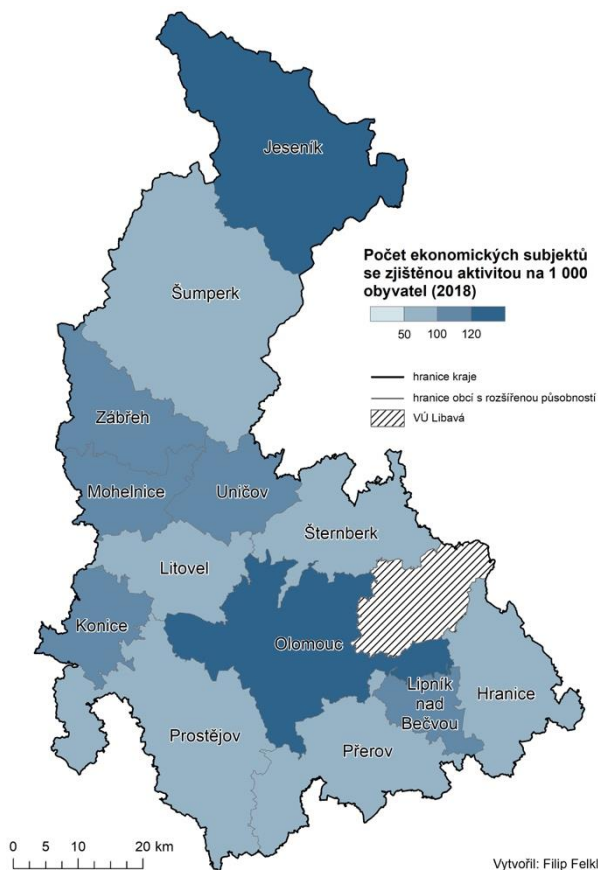 Jeseník
Počet ekonomických subjektů
se zjištěnou aktivitou na 1 000
obyvatel (2018)
50 100 120
hranice kraje
hranice obcí s rozšířenou působností
VÚ Libavá
Šumperk
Zábřeh
Mohelnice
Uničov
Šternberk
Litovel
Konice
Olomouc
Lipník
nad
Bečvou
Hranice
Prostějov
Přerov
0 5 10 20 km
Vytvořil: Filip Felkl